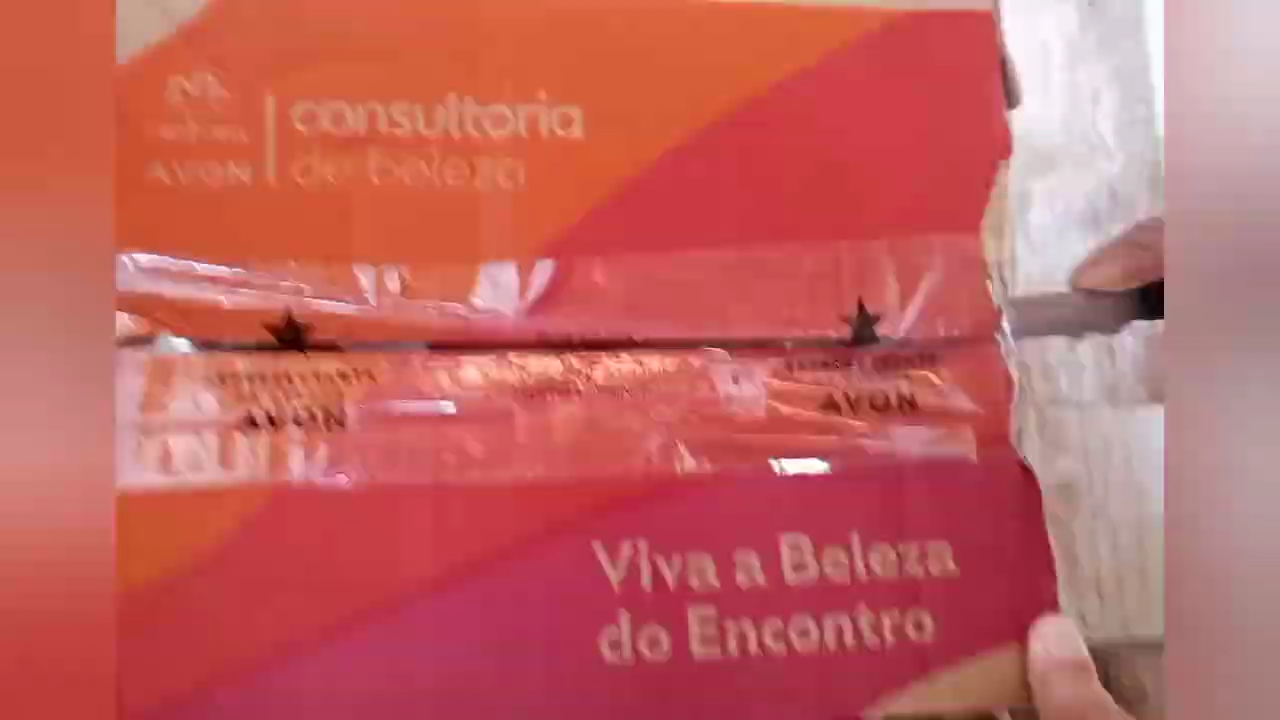 natura
AVON
consultoria
de beleza
AVON
AVON
Viva a Beleza
do Encontro